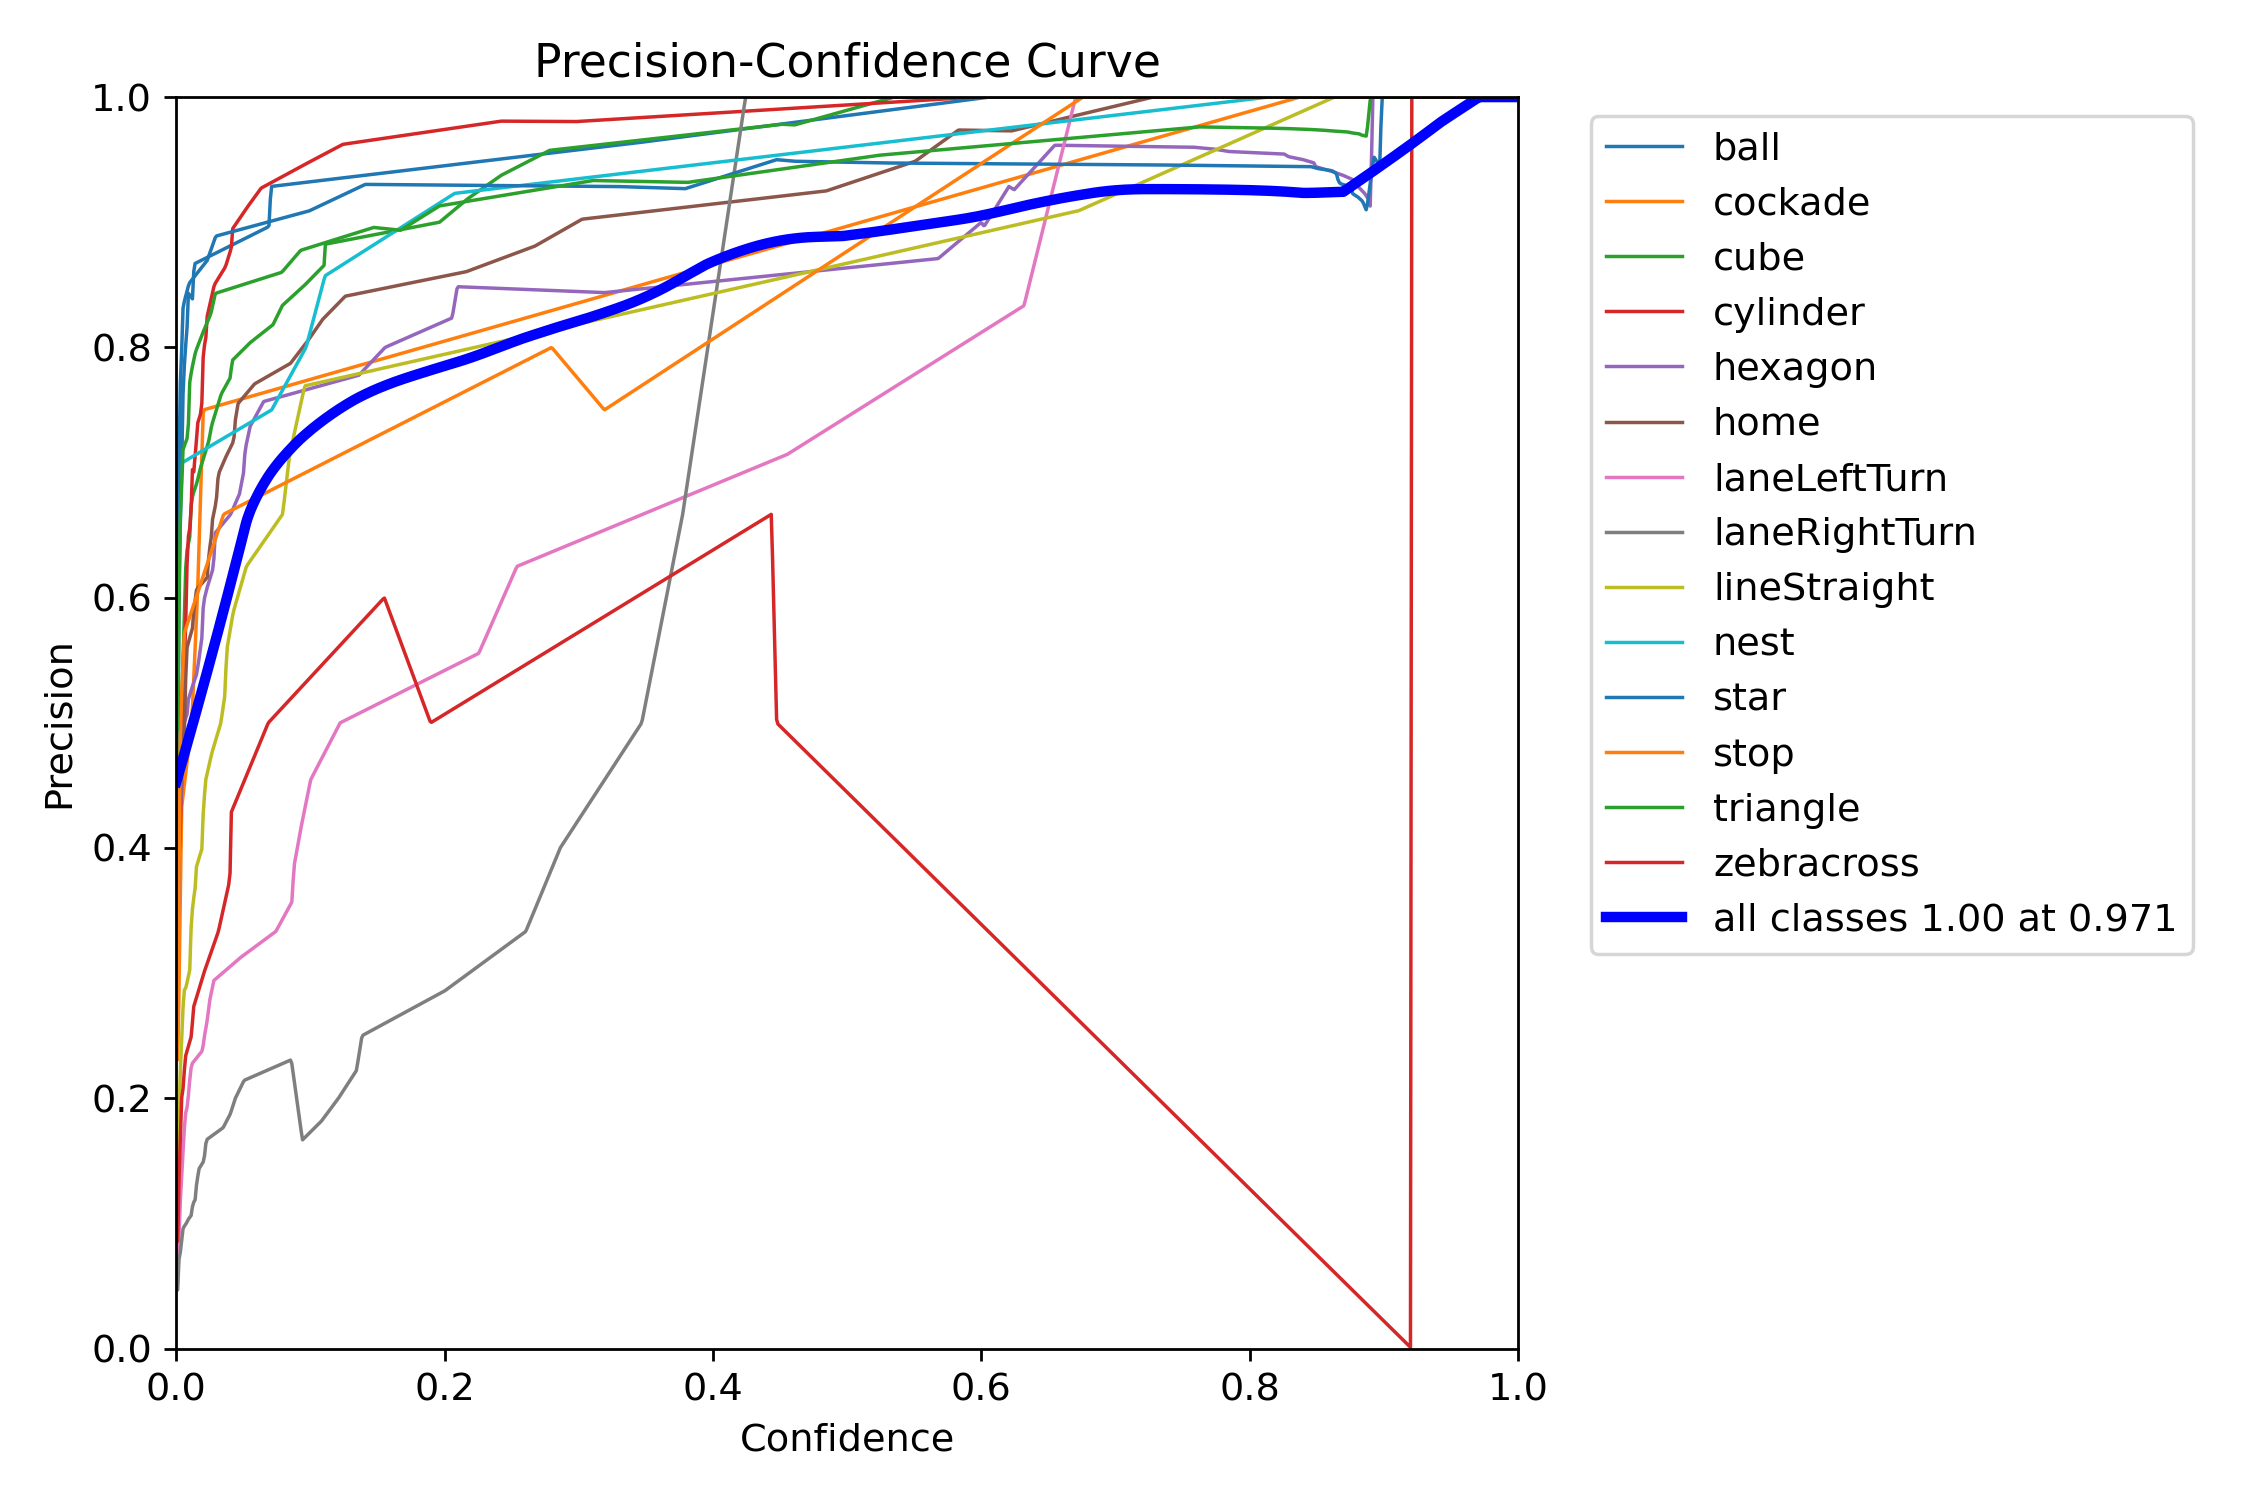 Precision-Confidence Curve
1.0
0.8
0.6
0.4
0.2
0.0
Precision
0.0 0.2 0.4 0.6 0.8 1.0
Confidence
ball
cockade
cube
cylinder
hexagon
home
laneLeftTurn
laneRightTurn
lineStraight
nest
star
stop
triangle
zebracross
all classes 1.00 at 0.971